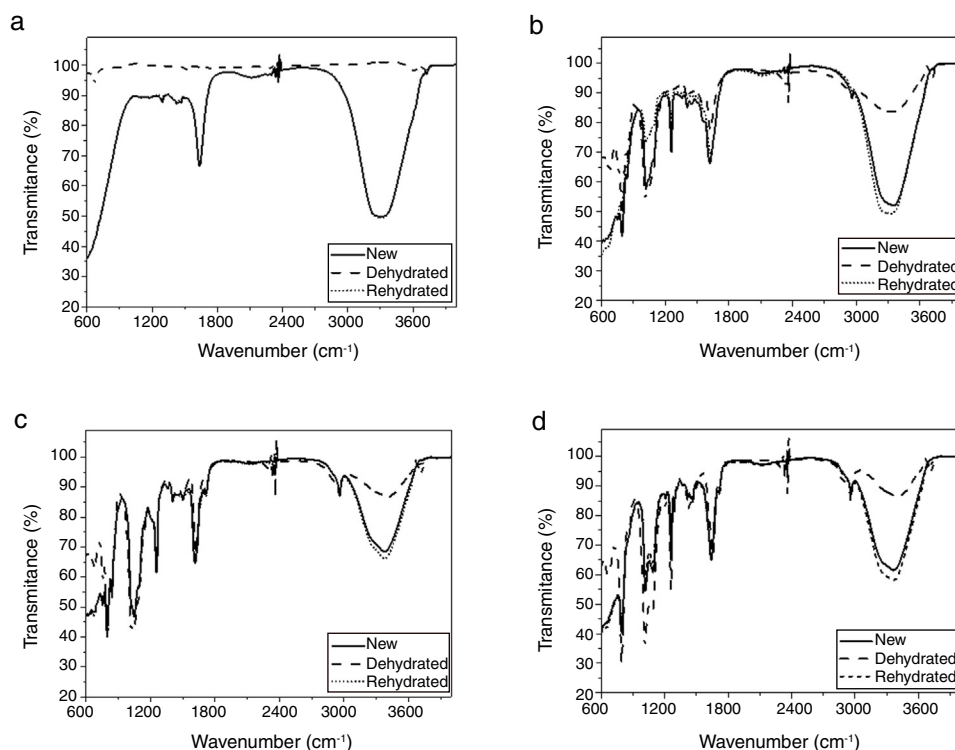 a
Transmitance (%)
100
90
80
70
60
50
40
30
20
New
Dehydrated
Rehydrated
600 1200 1800 2400 3000 3600
Wavenumber (cm⁻¹)
b
Transmitance (%)
100
90
80
70
60
50
40
30
20
New
Dehydrated
Rehydrated
600 1200 1800 2400 3000 3600
Wavenumber (cm⁻¹)
c
Transmitance (%)
100
90
80
70
60
50
40
30
20
New
Dehydrated
Rehydrated
600 1200 1800 2400 3000 3600
Wavenumber (cm⁻¹)
d
Transmitance (%)
100
90
80
70
60
50
40
30
20
New
Dehydrated
Rehydrated
600 1200 1800 2400 3000 3600
Wavenumber (cm⁻¹)